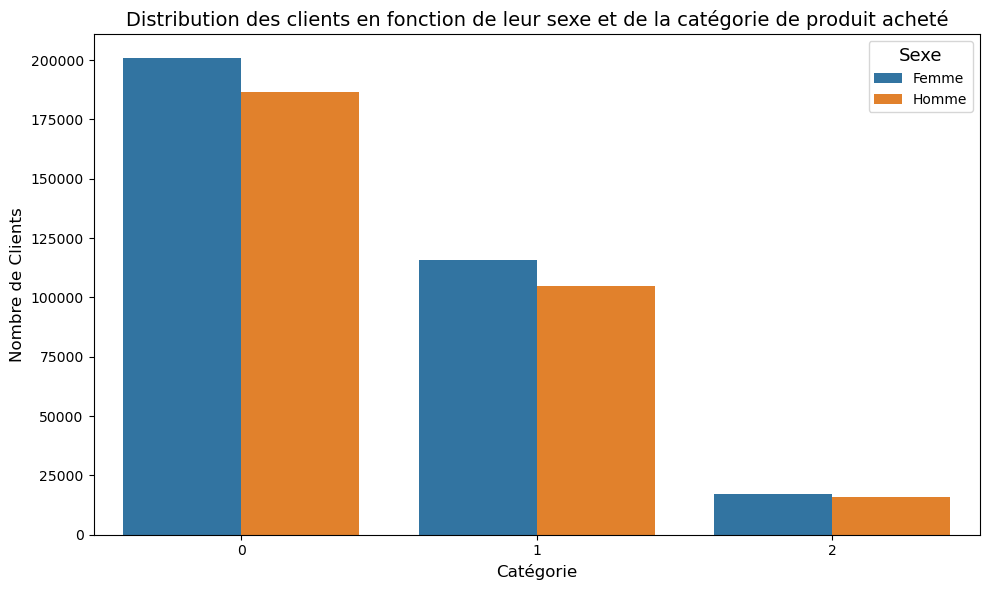 Distribution des clients en fonction de leur sexe et de la catégorie de produit acheté
Sexe
Femme
Homme
Nombre de Clients
200000
175000
150000
125000
100000
75000
50000
25000
0
0
1
2
Catégorie